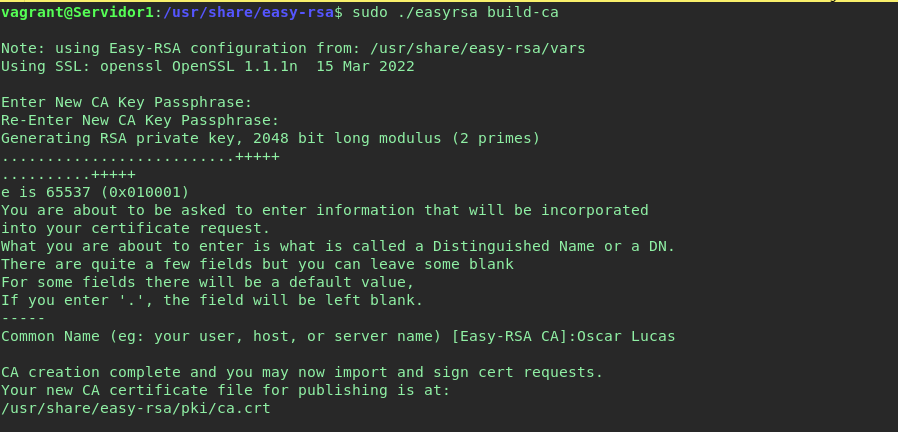 vagrant@Servidor1:/usr/share/easy-rsa$ sudo ./easyrsa build-ca

Note: using Easy-RSA configuration from: /usr/share/easy-rsa/vars
Using SSL: openssl OpenSSL 1.1.1n  15 Mar 2022

Enter New CA Key Passphrase:
Re-Enter New CA Key Passphrase:
Generating RSA private key, 2048 bit long modulus (2 primes)
..........................+++++
..........+++++
e is 65537 (0x010001)
You are about to be asked to enter information that will be incorporated
into your certificate request.
What you are about to enter is what is called a Distinguished Name or a DN.
There are quite a few fields but you can leave some blank
For some fields there will be a default value,
If you enter '.', the field will be left blank.
-----
Common Name (eg: your user, host, or server name) [Easy-RSA CA]:Oscar Lucas

CA creation complete and you may now import and sign cert requests.
Your new CA certificate file for publishing is at:
/usr/share/easy-rsa/pki/ca.crt